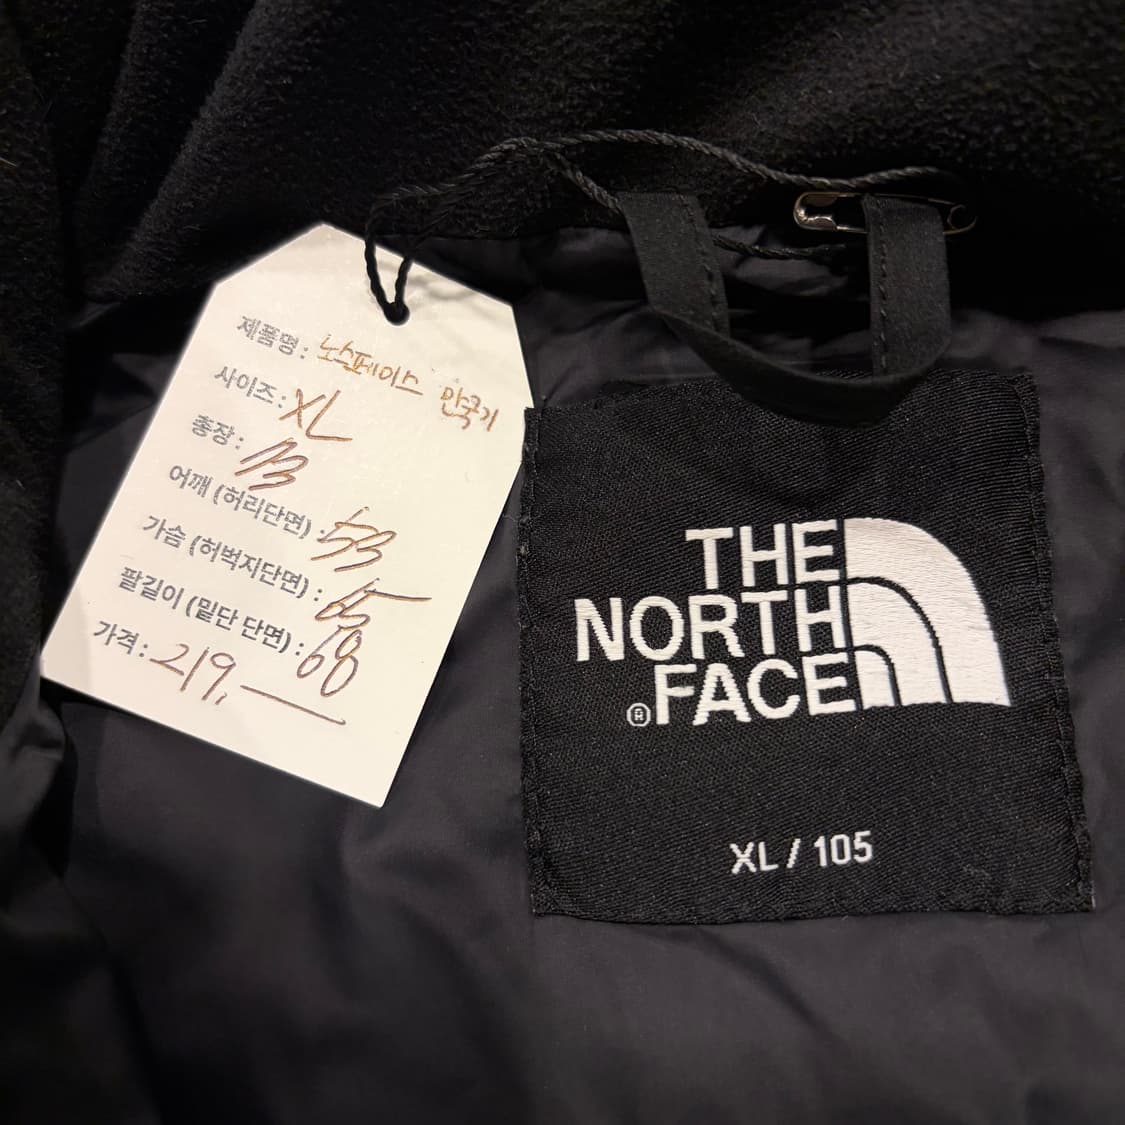 제품명 : 노스페이스 만국기
사이즈 : XL
총장 : 73
어깨 (허리단면) : 53
가슴 (허벅지단면) : 65
팔길이 (밑단 단면) : 68
가격 : 219,—
THE
NORTH
FACE
®
XL / 105